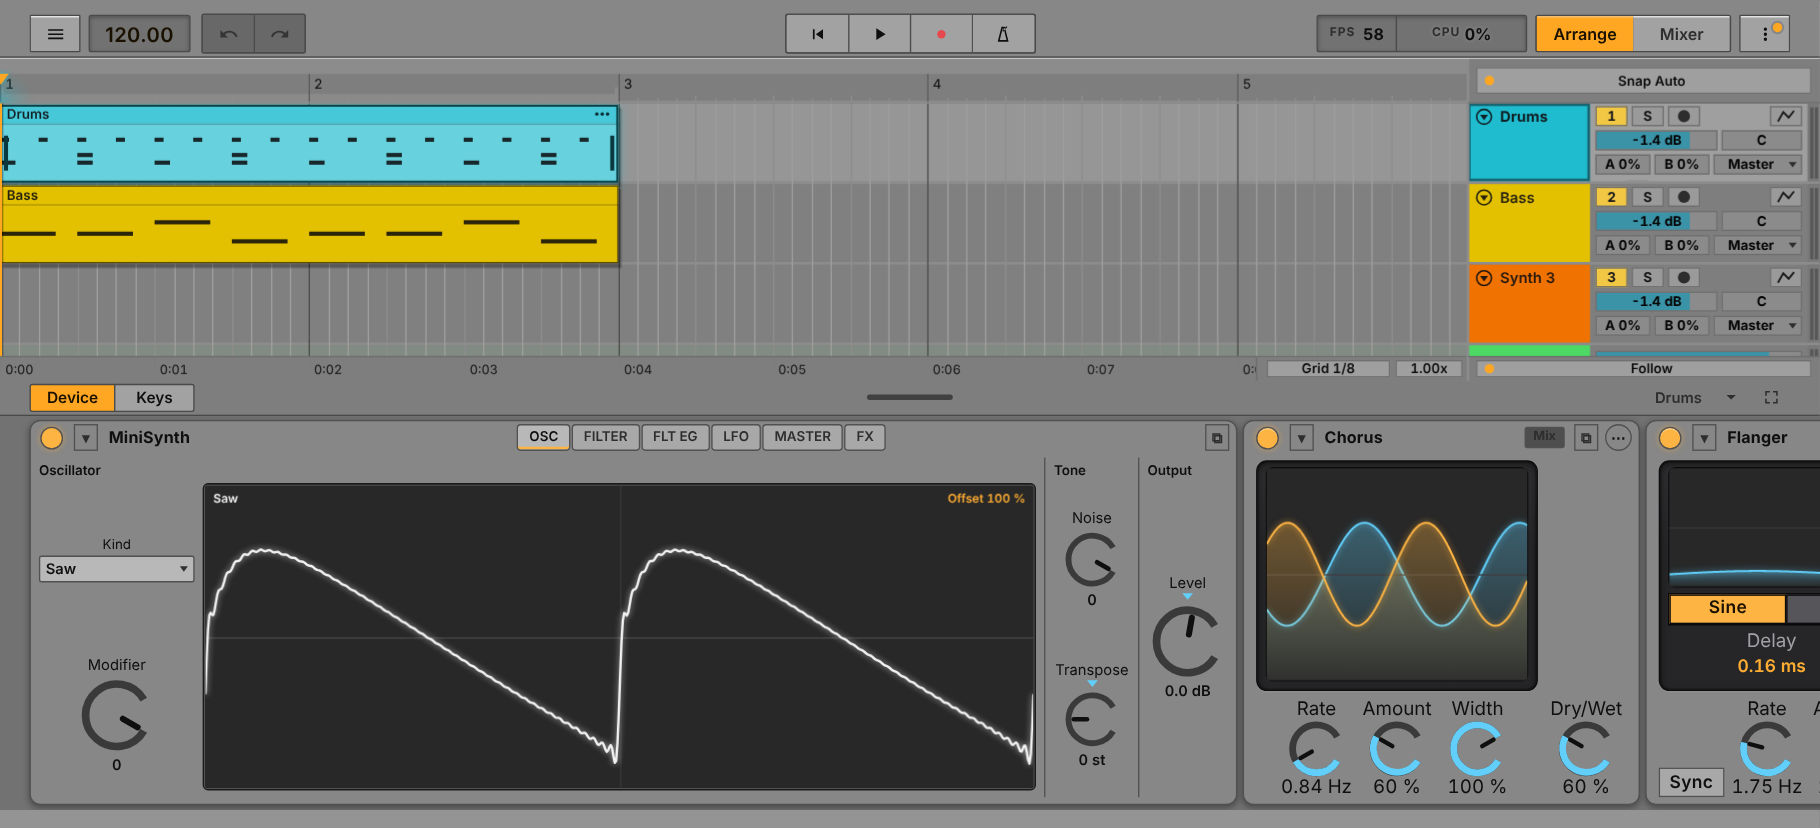 120.00
FPS 58
CPU 0%
Arrange
Mixer
1
2
3
4
5
Snap Auto
Drums
Drums
1
S
-1.4 dB
C
A 0%
B 0%
Master
Bass
Bass
2
S
-1.4 dB
C
A 0%
B 0%
Master
Synth 3
3
S
-1.4 dB
C
A 0%
B 0%
Master
0:00
0:01
0:02
0:03
0:04
0:05
0:06
0:07
Grid 1/8
1.00x
Follow
Device
Keys
Drums
MiniSynth
OSC
FILTER
FLT EG
LFO
MASTER
FX
Oscillator
Kind
Saw
Modifier
0
Saw
Offset 100 %
Tone
Noise
0
Transpose
0 st
Output
Level
0.0 dB
Chorus
Mix
Rate
0.84 Hz
Amount
60 %
Width
100 %
Dry/Wet
60 %
Flanger
Sine
Delay
0.16 ms
Rate
Sync
1.75 Hz